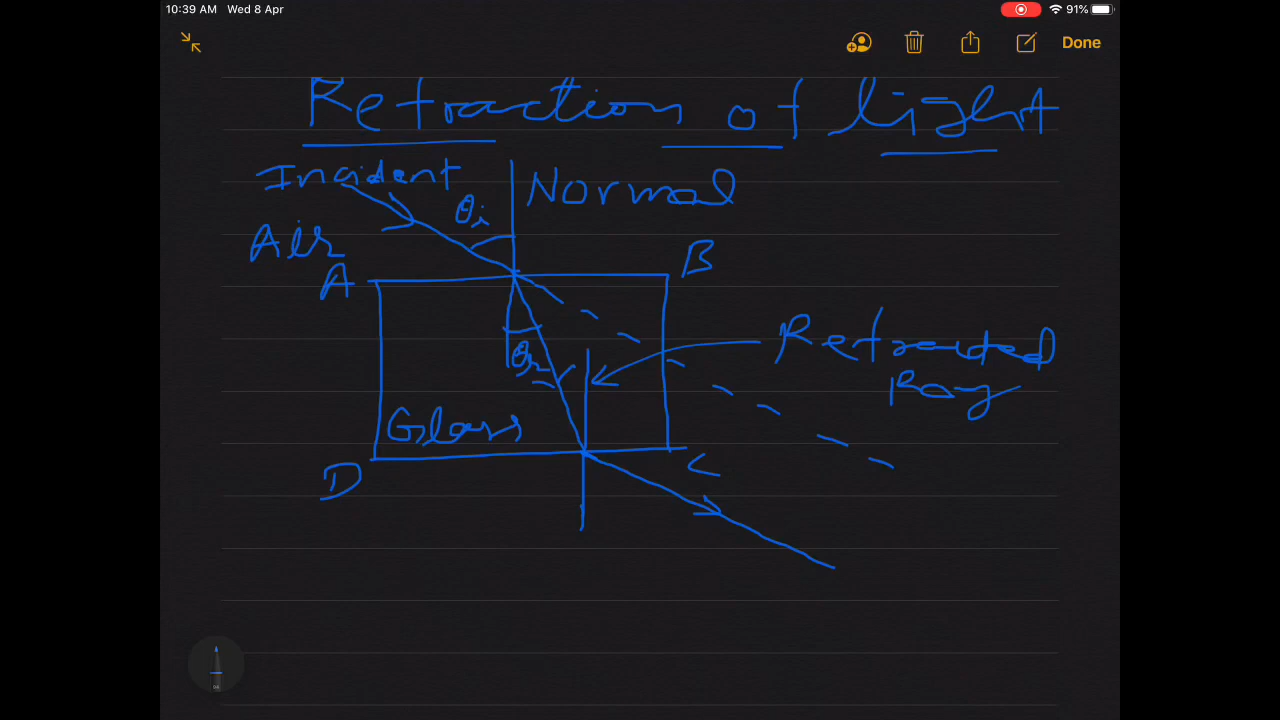 10:39 AM Wed 8 Apr
91%
Done
Refraction of light
Incident
Normal
θi
Air
A
B
Refracted
Ray
θr
Glass
D
C